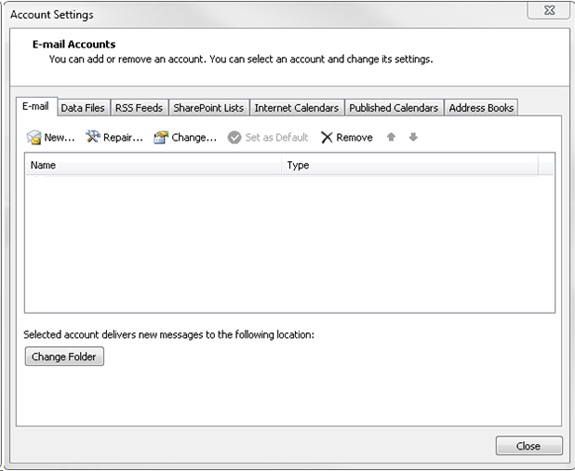 Account Settings
E-mail Accounts
You can add or remove an account. You can select an account and change its settings.
E-mail Data Files RSS Feeds SharePoint Lists Internet Calendars Published Calendars Address Books
New... Repair... Change... Set as Default Remove
Name Type
Selected account delivers new messages to the following location:
Change Folder
Close